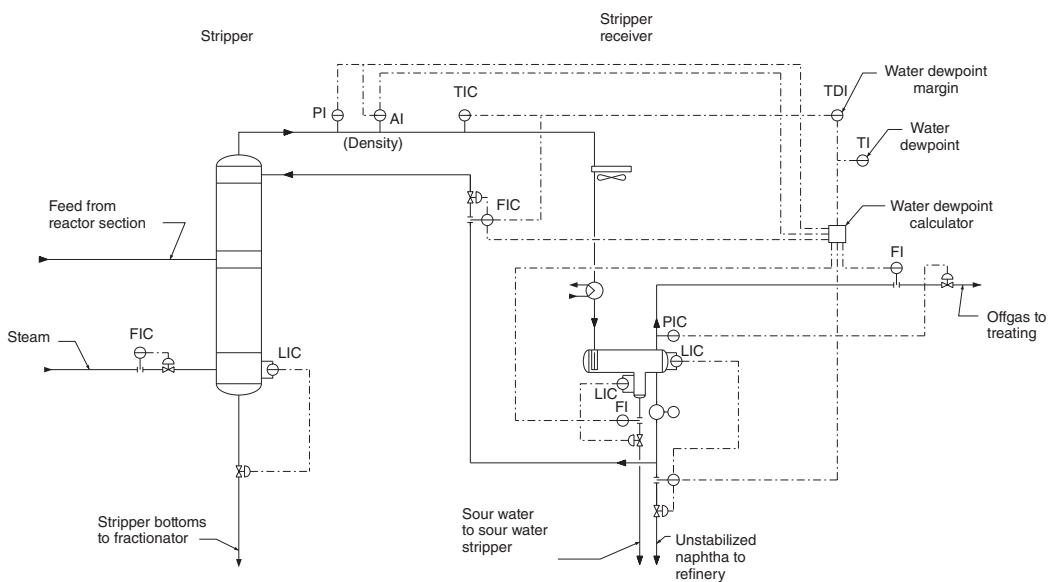 Stripper
Stripper
receiver
PI
AI
(Density)
TIC
TDI
Water dewpoint
margin
TI
Water
dewpoint
Feed from
reactor section
FIC
Water dewpoint
calculator
FI
Offgas to
treating
Steam
FIC
LIC
PIC
LIC
LIC
FI
Stripper bottoms
to fractionator
Sour water
to sour water
stripper
Unstabilized
naphtha to
refinery